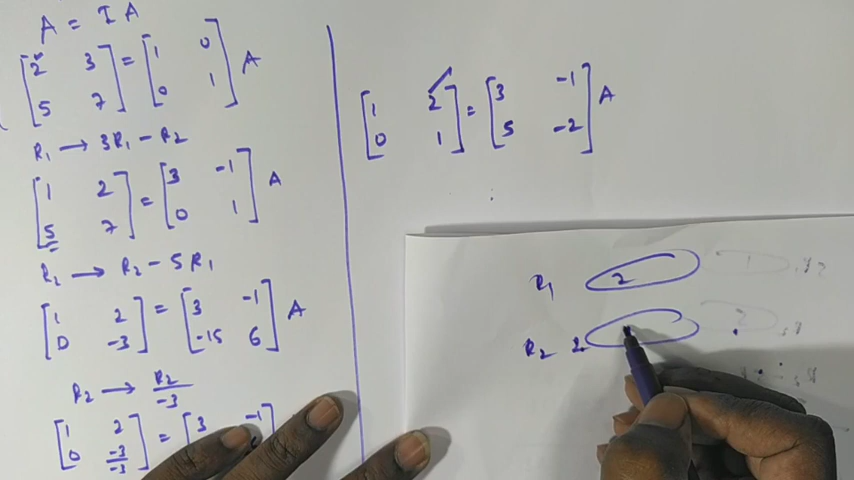 A = I A
[2 3; 5 7] = [1 0; 0 1] A
R₁ → 3R₁ - R₂
[1 2; 5 7] = [3 -1; 0 1] A
R₂ → R₂ - 5R₁
[1 2; 0 -3] = [3 -1; -15 6] A
R₂ → R₂/-3
[1 2; 0 -3/-3] = [3 -1
[1 2; 0 1] = [3 -1; 5 -2] A
R₁ 2
R₂ 2